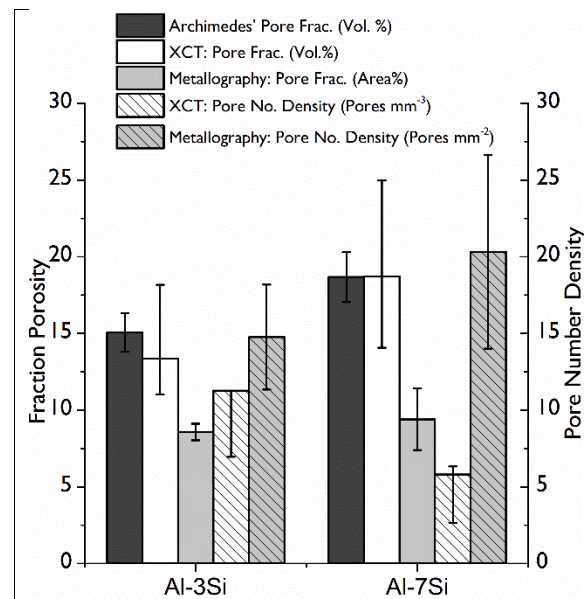 Archimedes' Pore Frac. (Vol. %)
XCT: Pore Frac. (Vol.%)
Metallography: Pore Frac. (Area%)
XCT: Pore No. Density (Pores mm⁻³)
Metallography: Pore No. Density (Pores mm⁻²)
30
25
20
15
10
5
0
Fraction Porosity
30
25
20
15
10
5
0
Pore Number Density
Al-3Si
Al-7Si